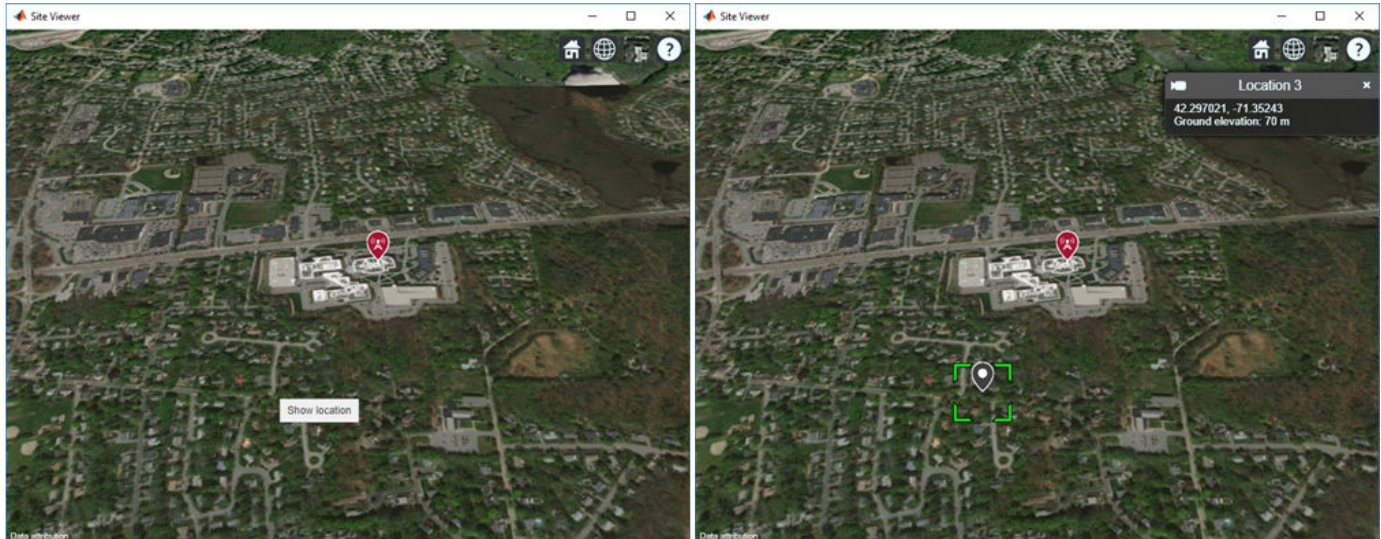 Site Viewer
Show location
Data attribution
Site Viewer
?
Location 3
42.297021, -71.35243
Ground elevation: 70 m
Data attribution